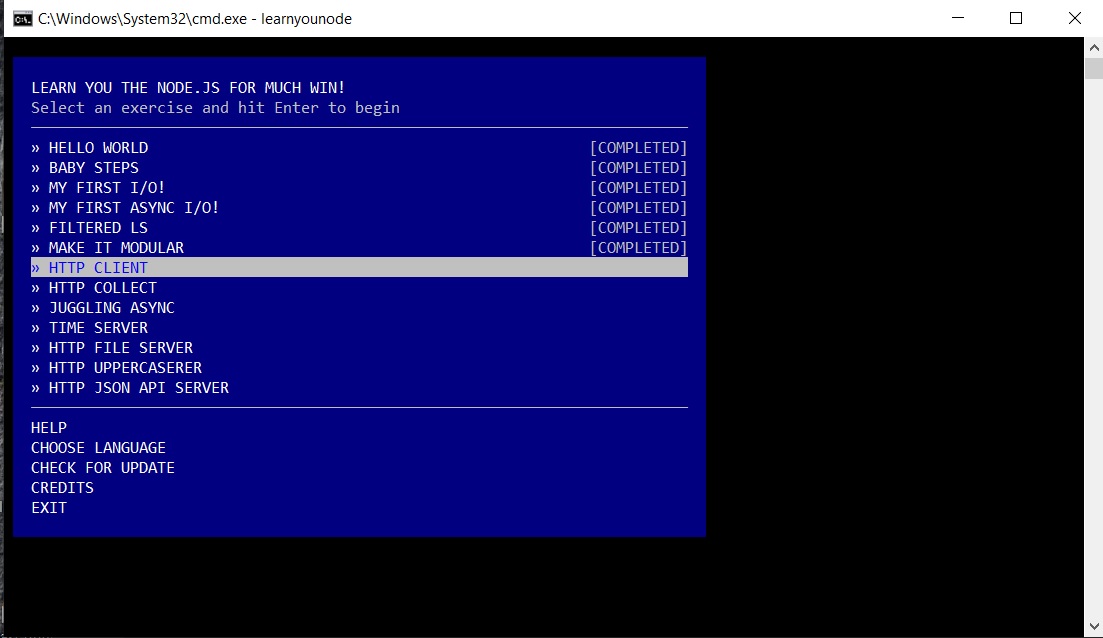 C:\Windows\System32\cmd.exe - learnyounode
LEARN YOU THE NODE.JS FOR MUCH WIN!
Select an exercise and hit Enter to begin
» HELLO WORLD [COMPLETED]
» BABY STEPS [COMPLETED]
» MY FIRST I/O! [COMPLETED]
» MY FIRST ASYNC I/O! [COMPLETED]
» FILTERED LS [COMPLETED]
» MAKE IT MODULAR [COMPLETED]
» HTTP CLIENT
» HTTP COLLECT
» JUGGLING ASYNC
» TIME SERVER
» HTTP FILE SERVER
» HTTP UPPERCASERER
» HTTP JSON API SERVER
HELP
CHOOSE LANGUAGE
CHECK FOR UPDATE
CREDITS
EXIT